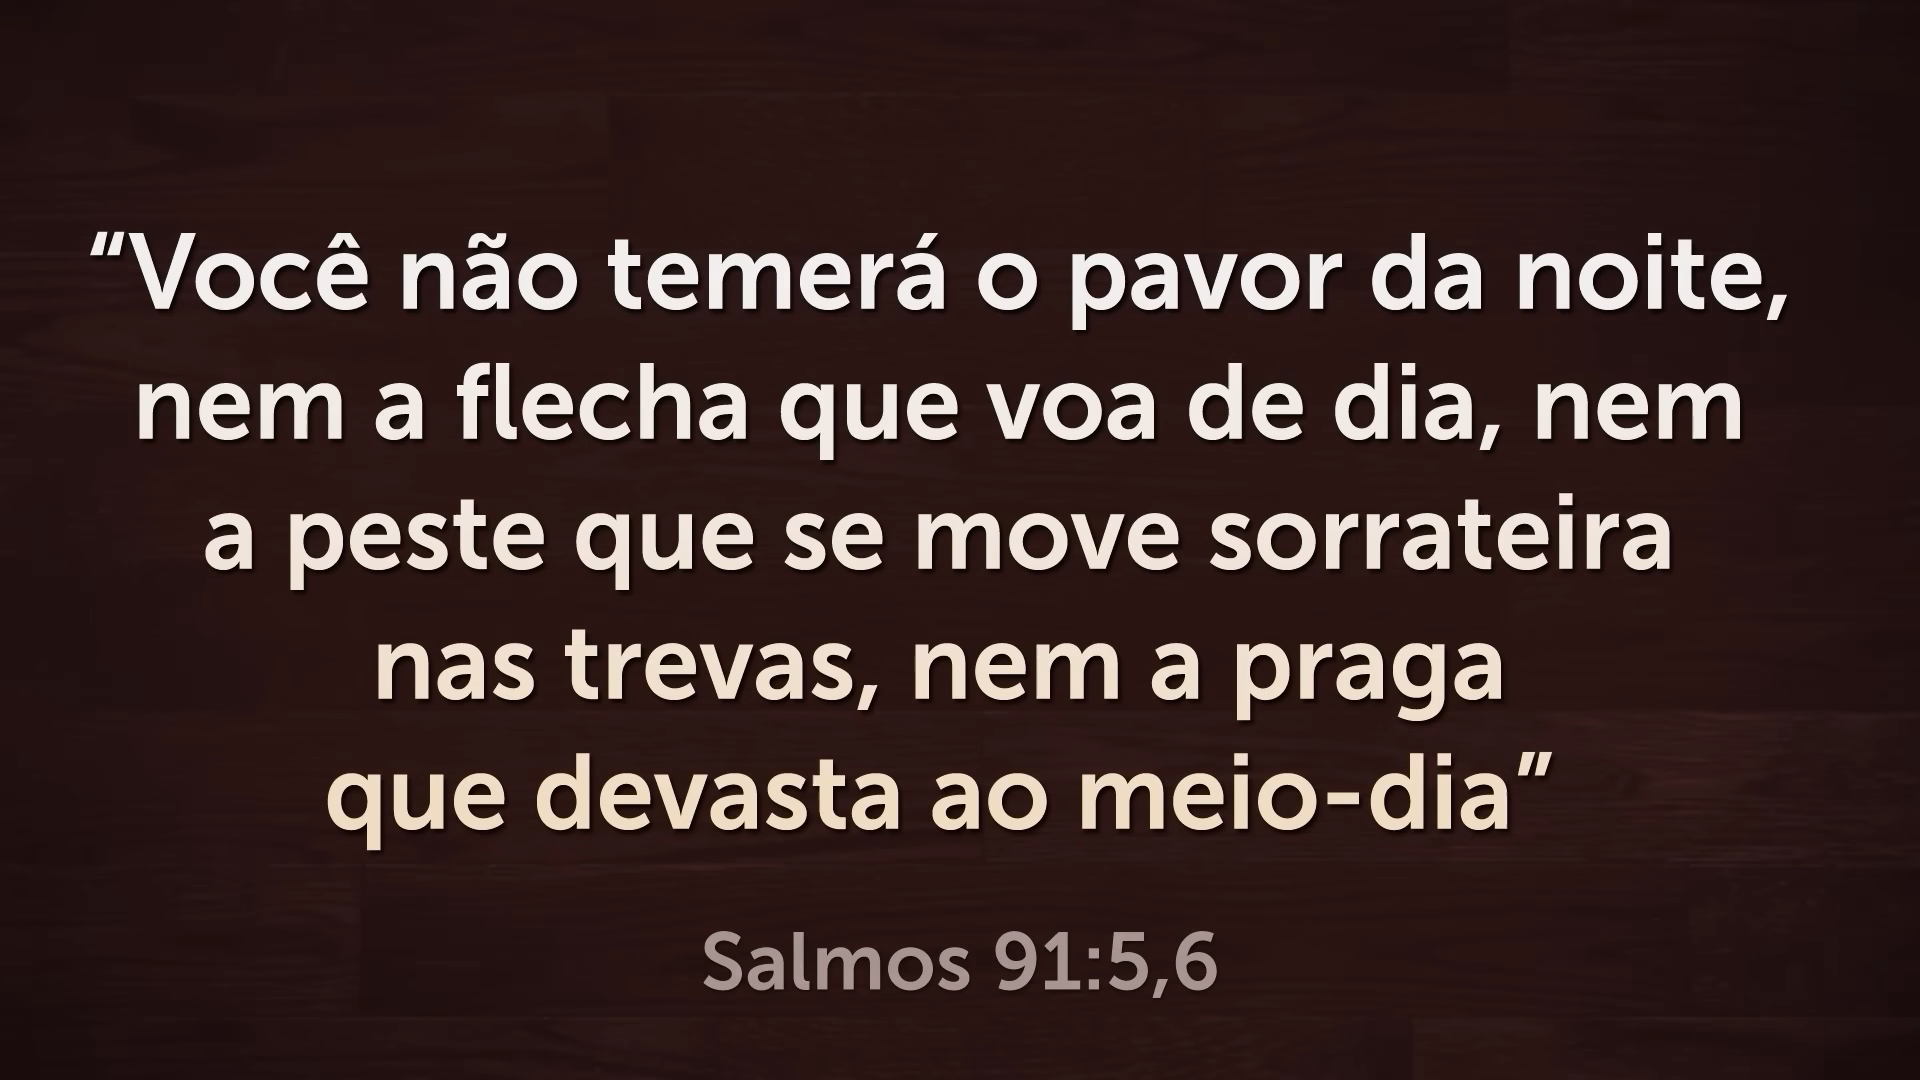 “Você não temerá o pavor da noite,
nem a flecha que voa de dia, nem
a peste que se move sorrateira
nas trevas, nem a praga
que devasta ao meio-dia”
Salmos 91:5,6